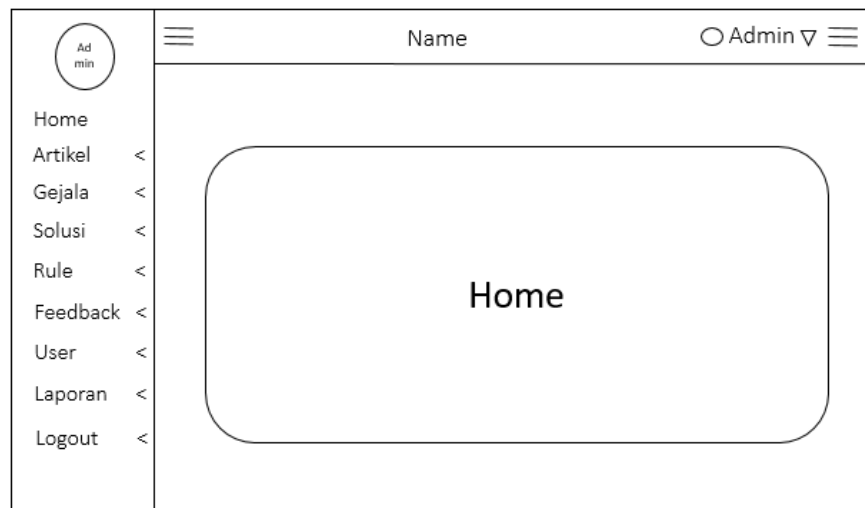 Ad
min
Name
Admin
Home
Artikel <
Gejala <
Solusi <
Rule <
Feedback <
User <
Laporan <
Logout <
Home